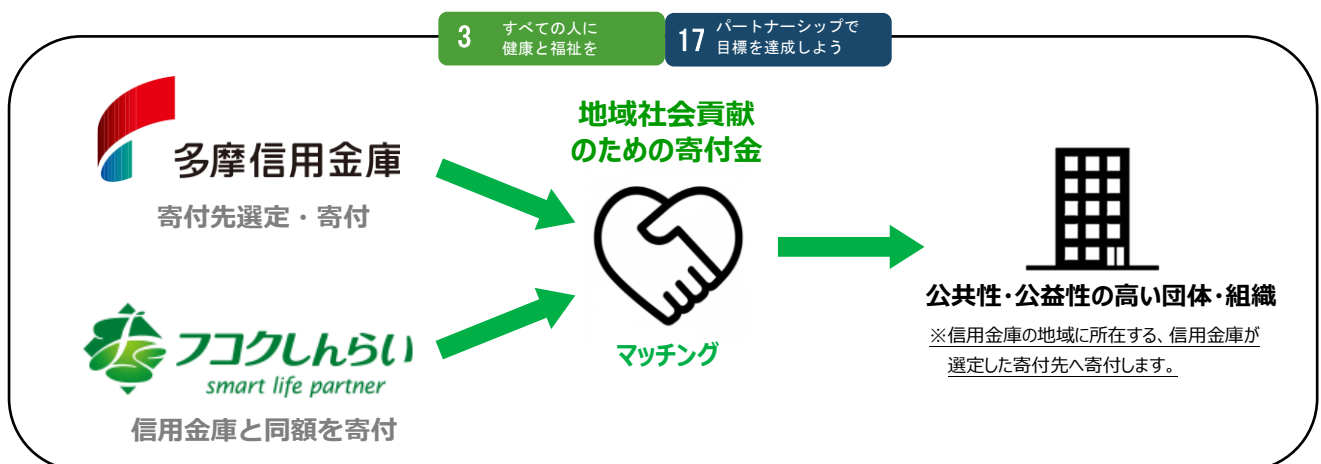 3 すべての人に
健康と福祉を
17 パートナーシップで
目標を達成しよう
多摩信用金庫
寄付先選定・寄付
フコクしんらい
smart life partner
信用金庫と同額を寄付
地域社会貢献
のための寄付金
マッチング
公共性・公益性の高い団体・組織
※信用金庫の地域に所在する、信用金庫が
選定した寄付先へ寄付します。